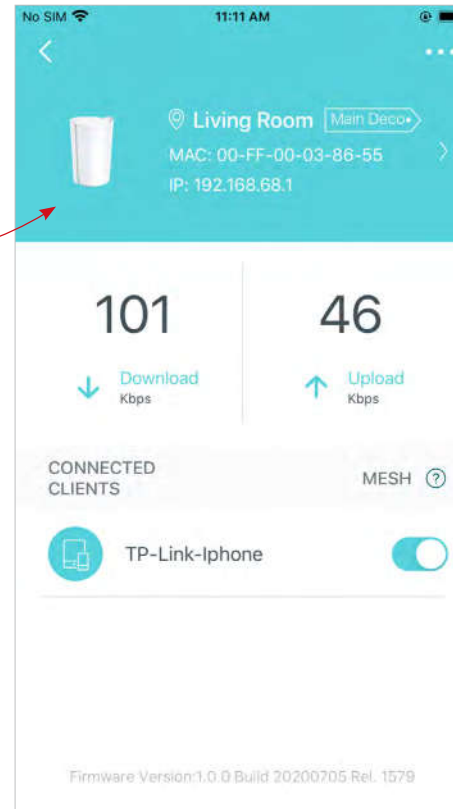 No SIM 11:11 AM
Living Room Main Deco
MAC: 00-FF-00-03-86-55
IP: 192.168.68.1
101 46
Download Upload
Kbps Kbps
CONNECTED
CLIENTS
MESH ?
TP-Link-Iphone
Firmware Version:1.0.0 Build 20200705 Rel. 1579